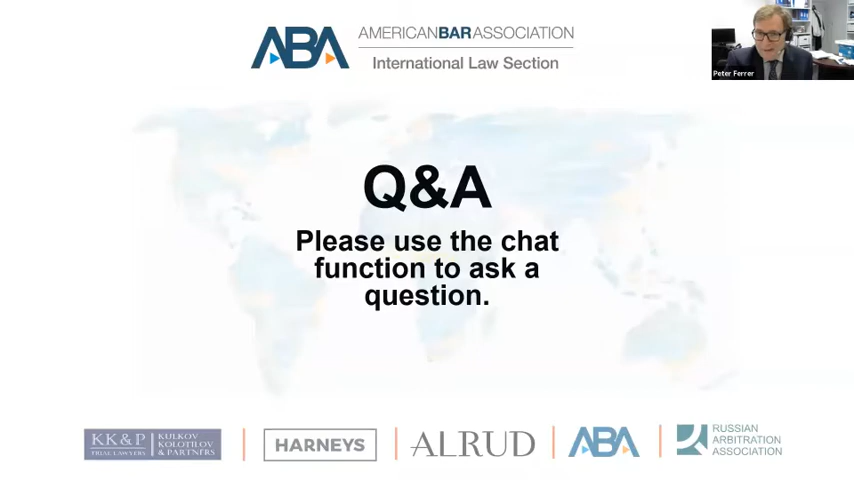 ABA
AMERICANBARASSOCIATION
International Law Section
Peter Ferrer
Q&A
Please use the chat
function to ask a
question.
KK&P
TRIAL LAWYERS
KULKOV
KOLOTILOV
& PARTNERS
HARNEYS
ALRUD
ABA
RUSSIAN
ARBITRATION
ASSOCIATION